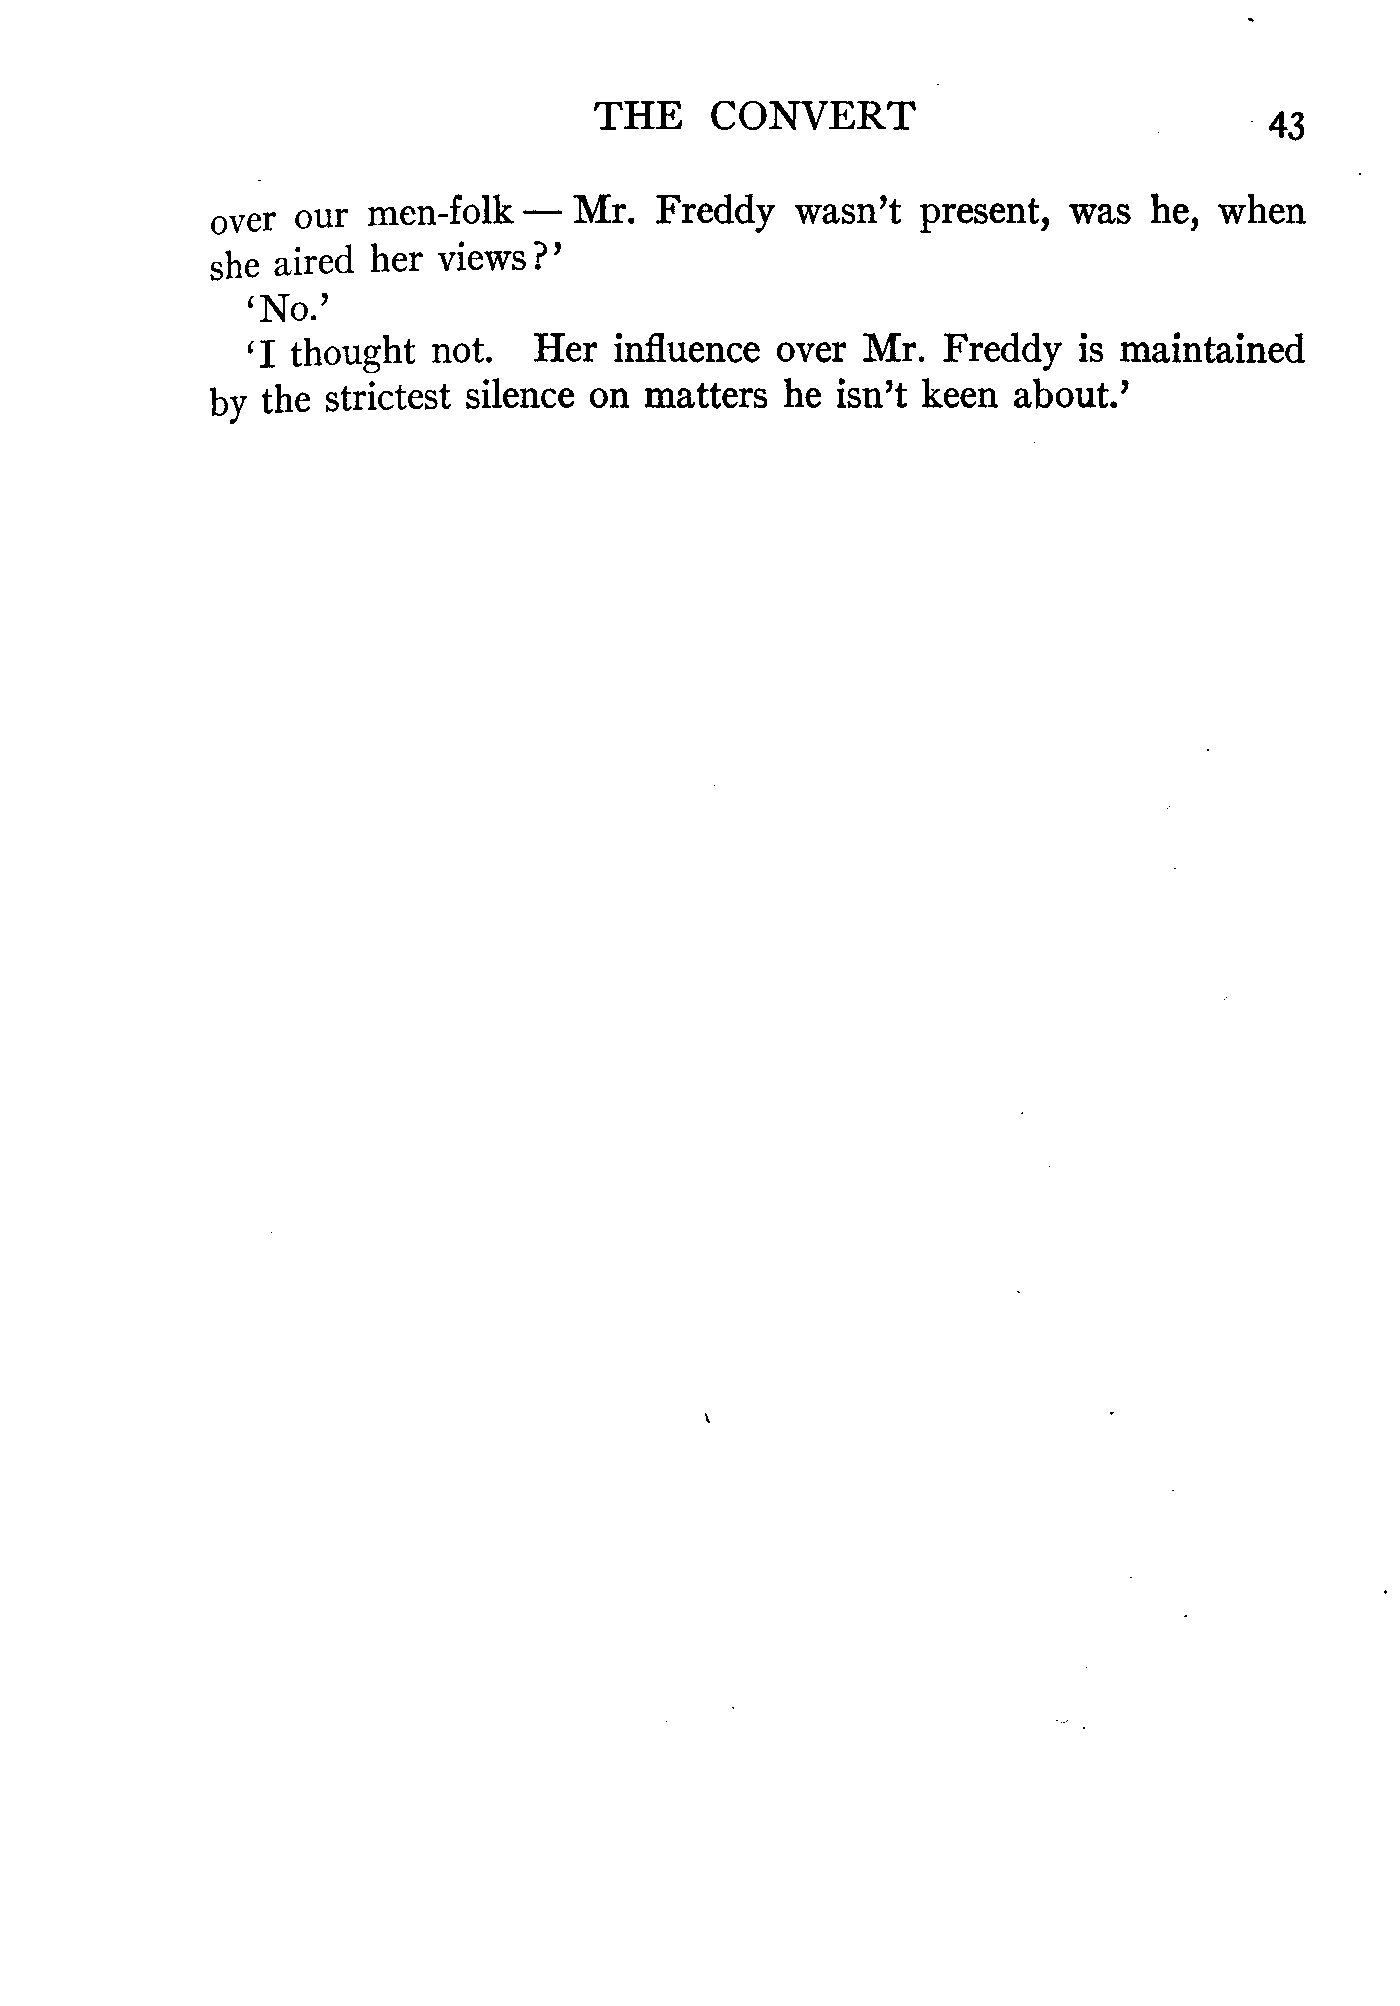 THE CONVERT 43
over our men-folk — Mr. Freddy wasn't present, was he, when
she aired her views?'
'No.'
'I thought not. Her influence over Mr. Freddy is maintained
by the strictest silence on matters he isn't keen about.'